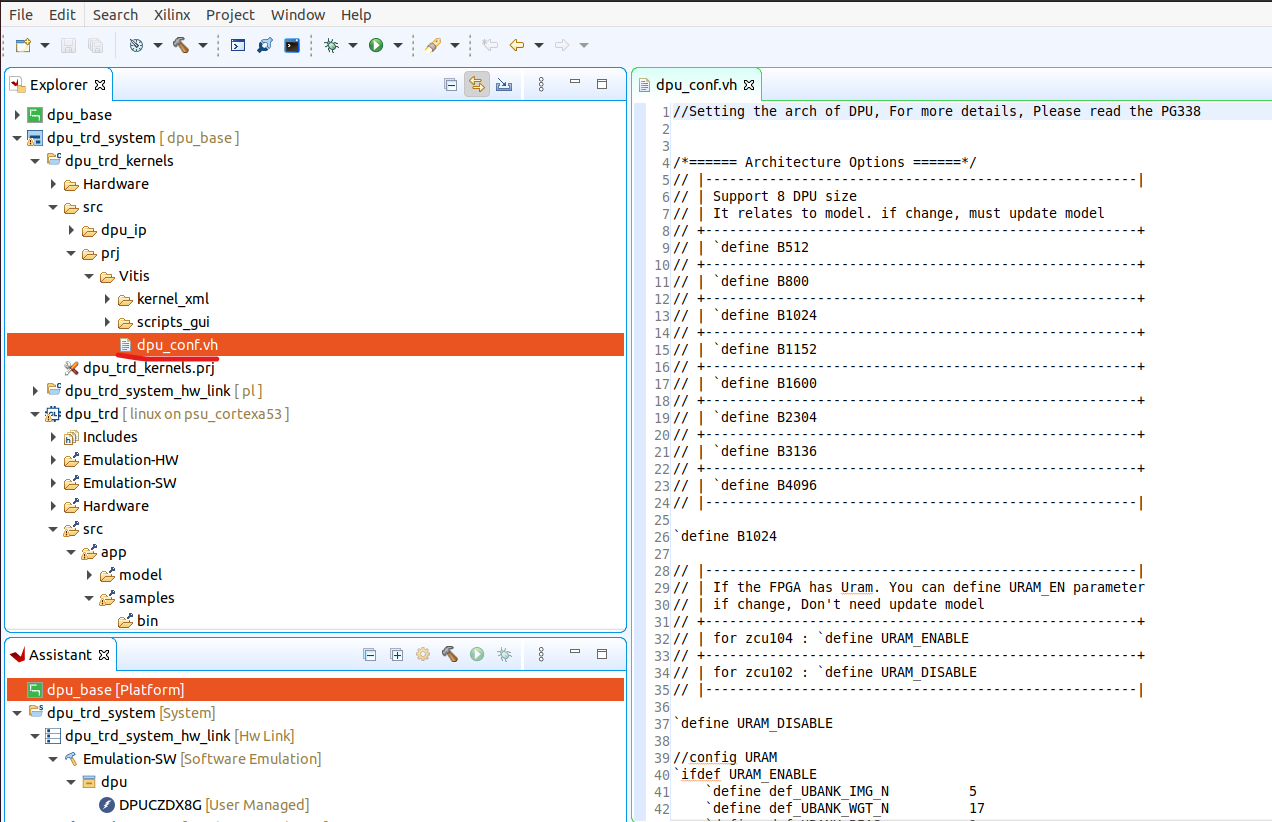 File Edit Search Xilinx Project Window Help
Explorer
dpu_base
dpu_trd_system [ dpu_base ]
dpu_trd_kernels
Hardware
src
dpu_ip
prj
Vitis
kernel_xml
scripts_gui
dpu_conf.vh
dpu_trd_kernels.prj
dpu_trd_system_hw_link [ pl ]
dpu_trd [ linux on psu_cortexa53 ]
Includes
Emulation-HW
Emulation-SW
Hardware
src
app
model
samples
bin
Assistant
dpu_base [Platform]
dpu_trd_system [System]
dpu_trd_system_hw_link [Hw Link]
Emulation-SW [Software Emulation]
dpu
DPUCZDX8G [User Managed]
dpu_conf.vh
1 //Setting the arch of DPU, For more details, Please read the PG338
2
3
4 /*====== Architecture Options ======*/
5 // |------------------------------------------------------|
6 // | Support 8 DPU size
7 // | It relates to model. if change, must update model
8 // +------------------------------------------------------+
9 // | `define B512
10 // +------------------------------------------------------+
11 // | `define B800
12 // +------------------------------------------------------+
13 // | `define B1024
14 // +------------------------------------------------------+
15 // | `define B1152
16 // +------------------------------------------------------+
17 // | `define B1600
18 // +------------------------------------------------------+
19 // | `define B2304
20 // +------------------------------------------------------+
21 // | `define B3136
22 // +------------------------------------------------------+
23 // | `define B4096
24 // |------------------------------------------------------|
25
26 `define B1024
27
28 // |------------------------------------------------------|
29 // | If the FPGA has Uram. You can define URAM_EN parameter
30 // | if change, Don't need update model
31 // +------------------------------------------------------+
32 // | for zcu104 : `define URAM_ENABLE
33 // +------------------------------------------------------+
34 // | for zcu102 : `define URAM_DISABLE
35 // |------------------------------------------------------|
36
37 `define URAM_DISABLE
38
39 //config URAM
40 `ifdef URAM_ENABLE
41 `define def_UBANK_IMG_N 5
42 `define def_UBANK_WGT_N 17